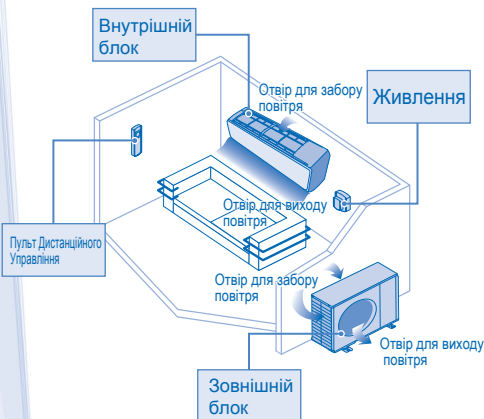 Внутрішній
блок
Отвір для забору
повітря
Живлення
Отвір для виходу
повітря
Пульт Дистанційного
Управління
Отвір для забору
повітря
Отвір для виходу
повітря
Зовнішній
блок